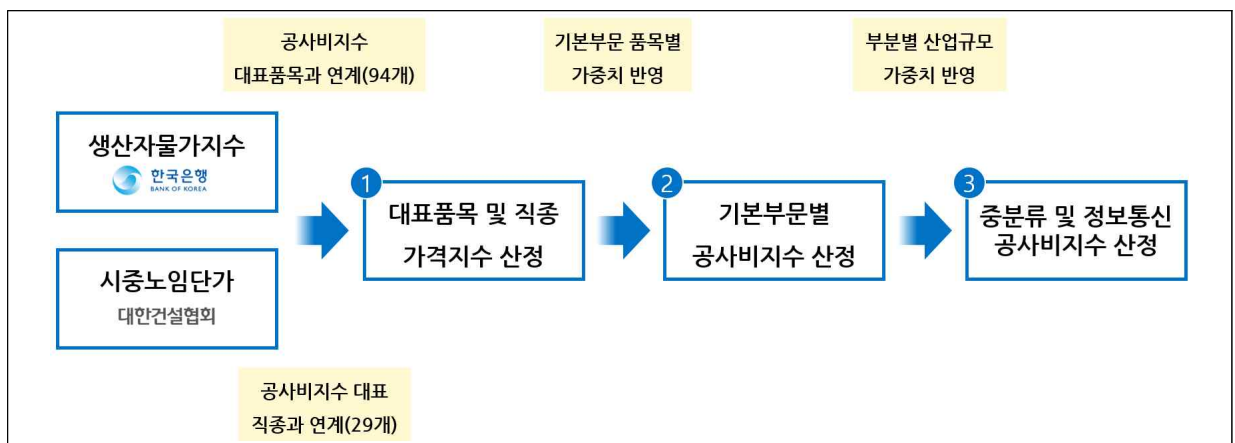 공사비지수
대표품목과 연계(94개)
기본부문 품목별
가중치 반영
부분별 산업규모
가중치 반영
생산자물가지수
한국은행
BANK OF KOREA
시중노임단가
대한건설협회
1
대표품목 및 직종
가격지수 산정
2
기본부문별
공사비지수 산정
3
중분류 및 정보통신
공사비지수 산정
공사비지수 대표
직종과 연계(29개)